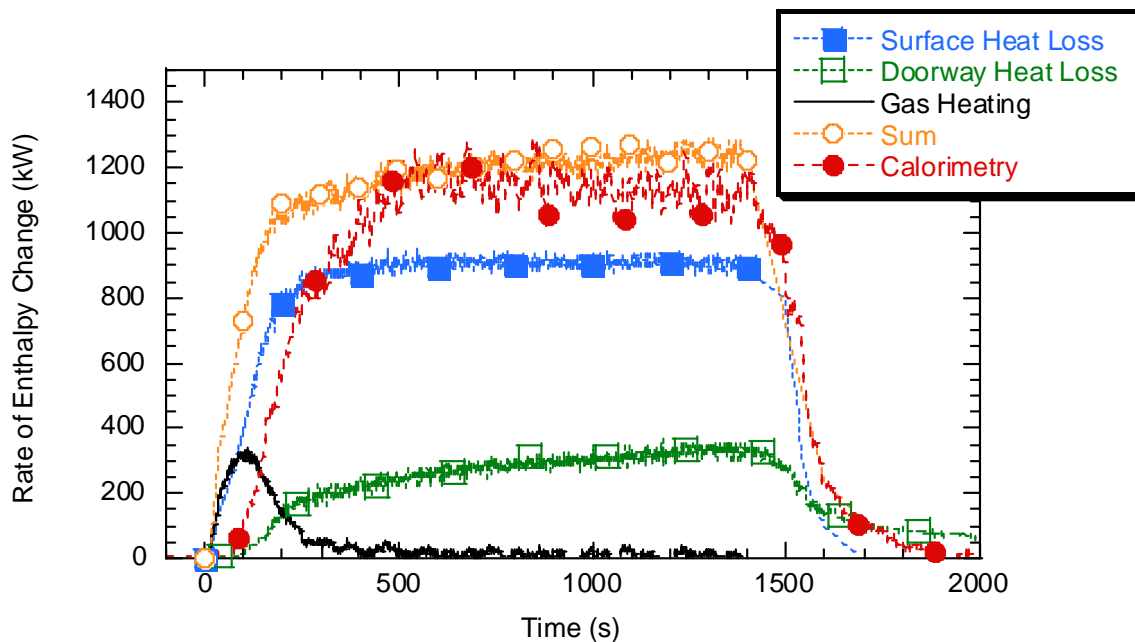 Surface Heat Loss
Doorway Heat Loss
Gas Heating
Sum
Calorimetry
Rate of Enthalpy Change (kW)
1400
1200
1000
800
600
400
200
0
0 500 1000 1500 2000
Time (s)